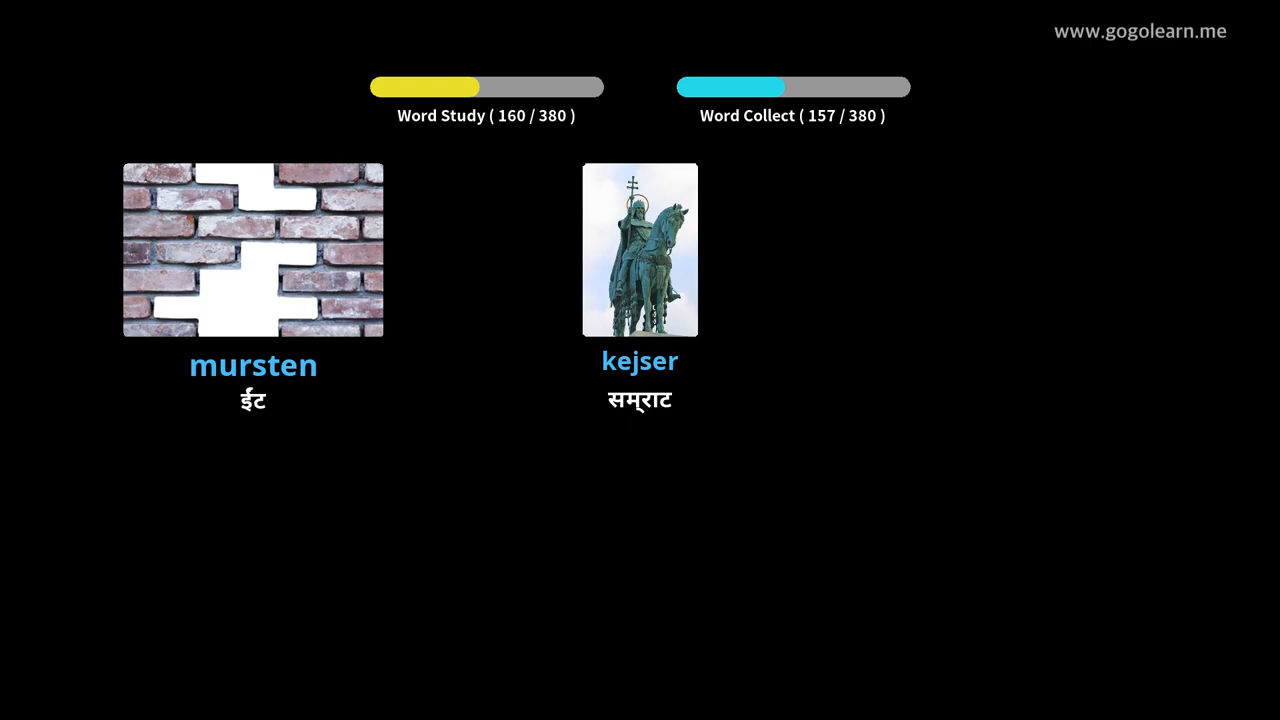 www.gogolearn.me
Word Study ( 160 / 380 )
Word Collect ( 157 / 380 )
mursten
ईंट
kejser
सम्राट